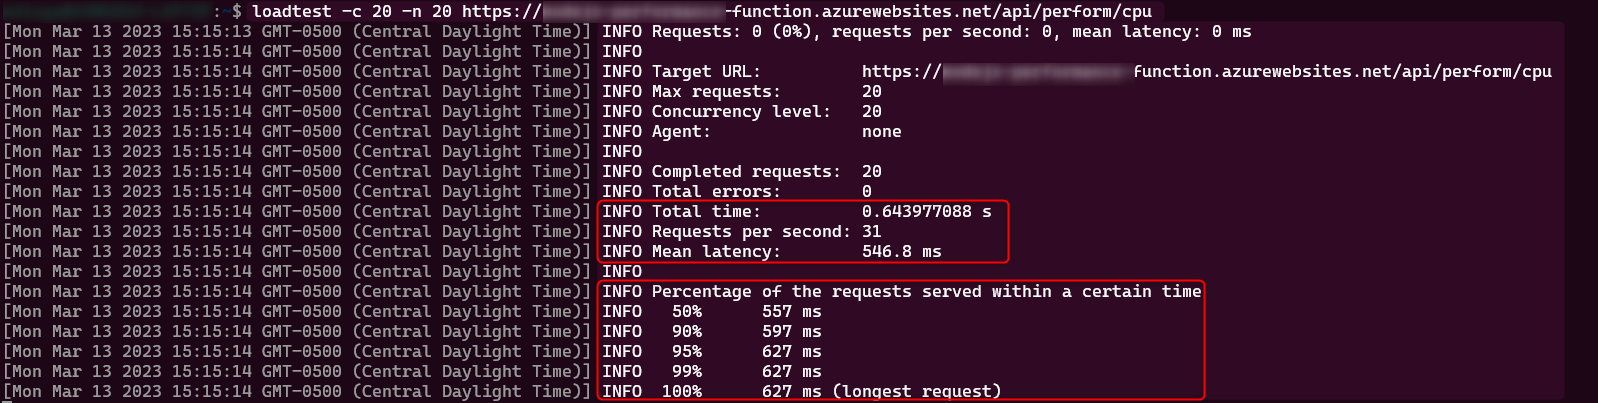 :~$ loadtest -c 20 -n 20 https:// -function.azurewebsites.net/api/perform/cpu
[Mon Mar 13 2023 15:15:13 GMT-0500 (Central Daylight Time)] INFO Requests: 0 (0%), requests per second: 0, mean latency: 0 ms
[Mon Mar 13 2023 15:15:14 GMT-0500 (Central Daylight Time)] INFO
[Mon Mar 13 2023 15:15:14 GMT-0500 (Central Daylight Time)] INFO Target URL: https:// function.azurewebsites.net/api/perform/cpu
[Mon Mar 13 2023 15:15:14 GMT-0500 (Central Daylight Time)] INFO Max requests: 20
[Mon Mar 13 2023 15:15:14 GMT-0500 (Central Daylight Time)] INFO Concurrency level: 20
[Mon Mar 13 2023 15:15:14 GMT-0500 (Central Daylight Time)] INFO Agent: none
[Mon Mar 13 2023 15:15:14 GMT-0500 (Central Daylight Time)] INFO
[Mon Mar 13 2023 15:15:14 GMT-0500 (Central Daylight Time)] INFO Completed requests: 20
[Mon Mar 13 2023 15:15:14 GMT-0500 (Central Daylight Time)] INFO Total errors: 0
[Mon Mar 13 2023 15:15:14 GMT-0500 (Central Daylight Time)] INFO Total time: 0.643977088 s
[Mon Mar 13 2023 15:15:14 GMT-0500 (Central Daylight Time)] INFO Requests per second: 31
[Mon Mar 13 2023 15:15:14 GMT-0500 (Central Daylight Time)] INFO Mean latency: 546.8 ms
[Mon Mar 13 2023 15:15:14 GMT-0500 (Central Daylight Time)] INFO
[Mon Mar 13 2023 15:15:14 GMT-0500 (Central Daylight Time)] INFO Percentage of the requests served within a certain time
[Mon Mar 13 2023 15:15:14 GMT-0500 (Central Daylight Time)] INFO 50% 557 ms
[Mon Mar 13 2023 15:15:14 GMT-0500 (Central Daylight Time)] INFO 90% 597 ms
[Mon Mar 13 2023 15:15:14 GMT-0500 (Central Daylight Time)] INFO 95% 627 ms
[Mon Mar 13 2023 15:15:14 GMT-0500 (Central Daylight Time)] INFO 99% 627 ms
[Mon Mar 13 2023 15:15:14 GMT-0500 (Central Daylight Time)] INFO 100% 627 ms (longest request)